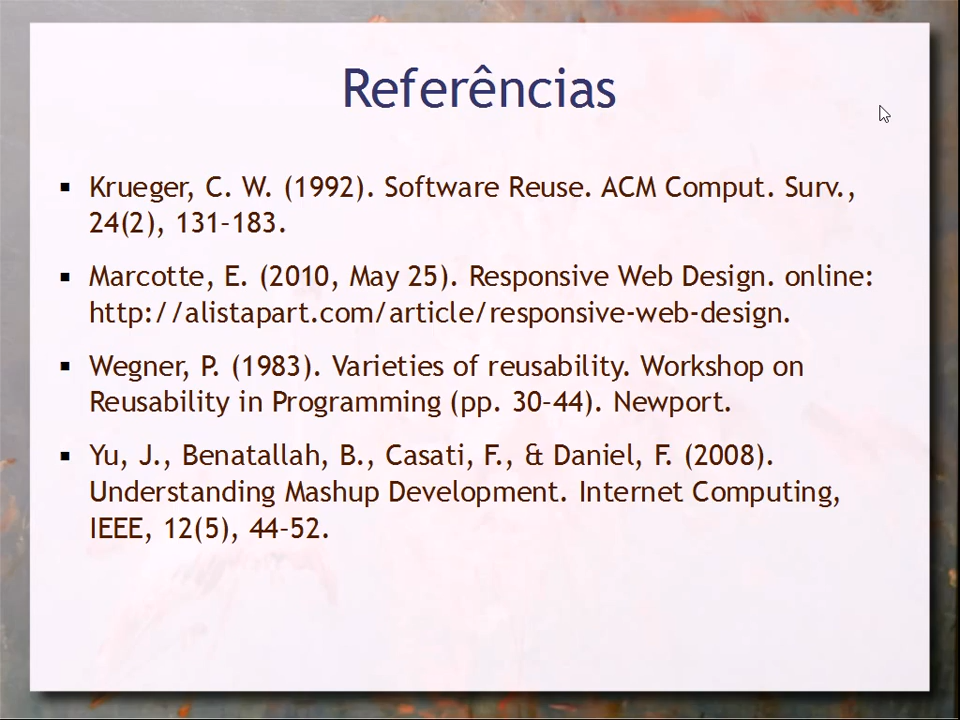 Referências
Krueger, C. W. (1992). Software Reuse. ACM Comput. Surv.,
24(2), 131–183.
Marcotte, E. (2010, May 25). Responsive Web Design. online:
http://alistapart.com/article/responsive-web-design.
Wegner, P. (1983). Varieties of reusability. Workshop on
Reusability in Programming (pp. 30–44). Newport.
Yu, J., Benatallah, B., Casati, F., & Daniel, F. (2008).
Understanding Mashup Development. Internet Computing,
IEEE, 12(5), 44–52.